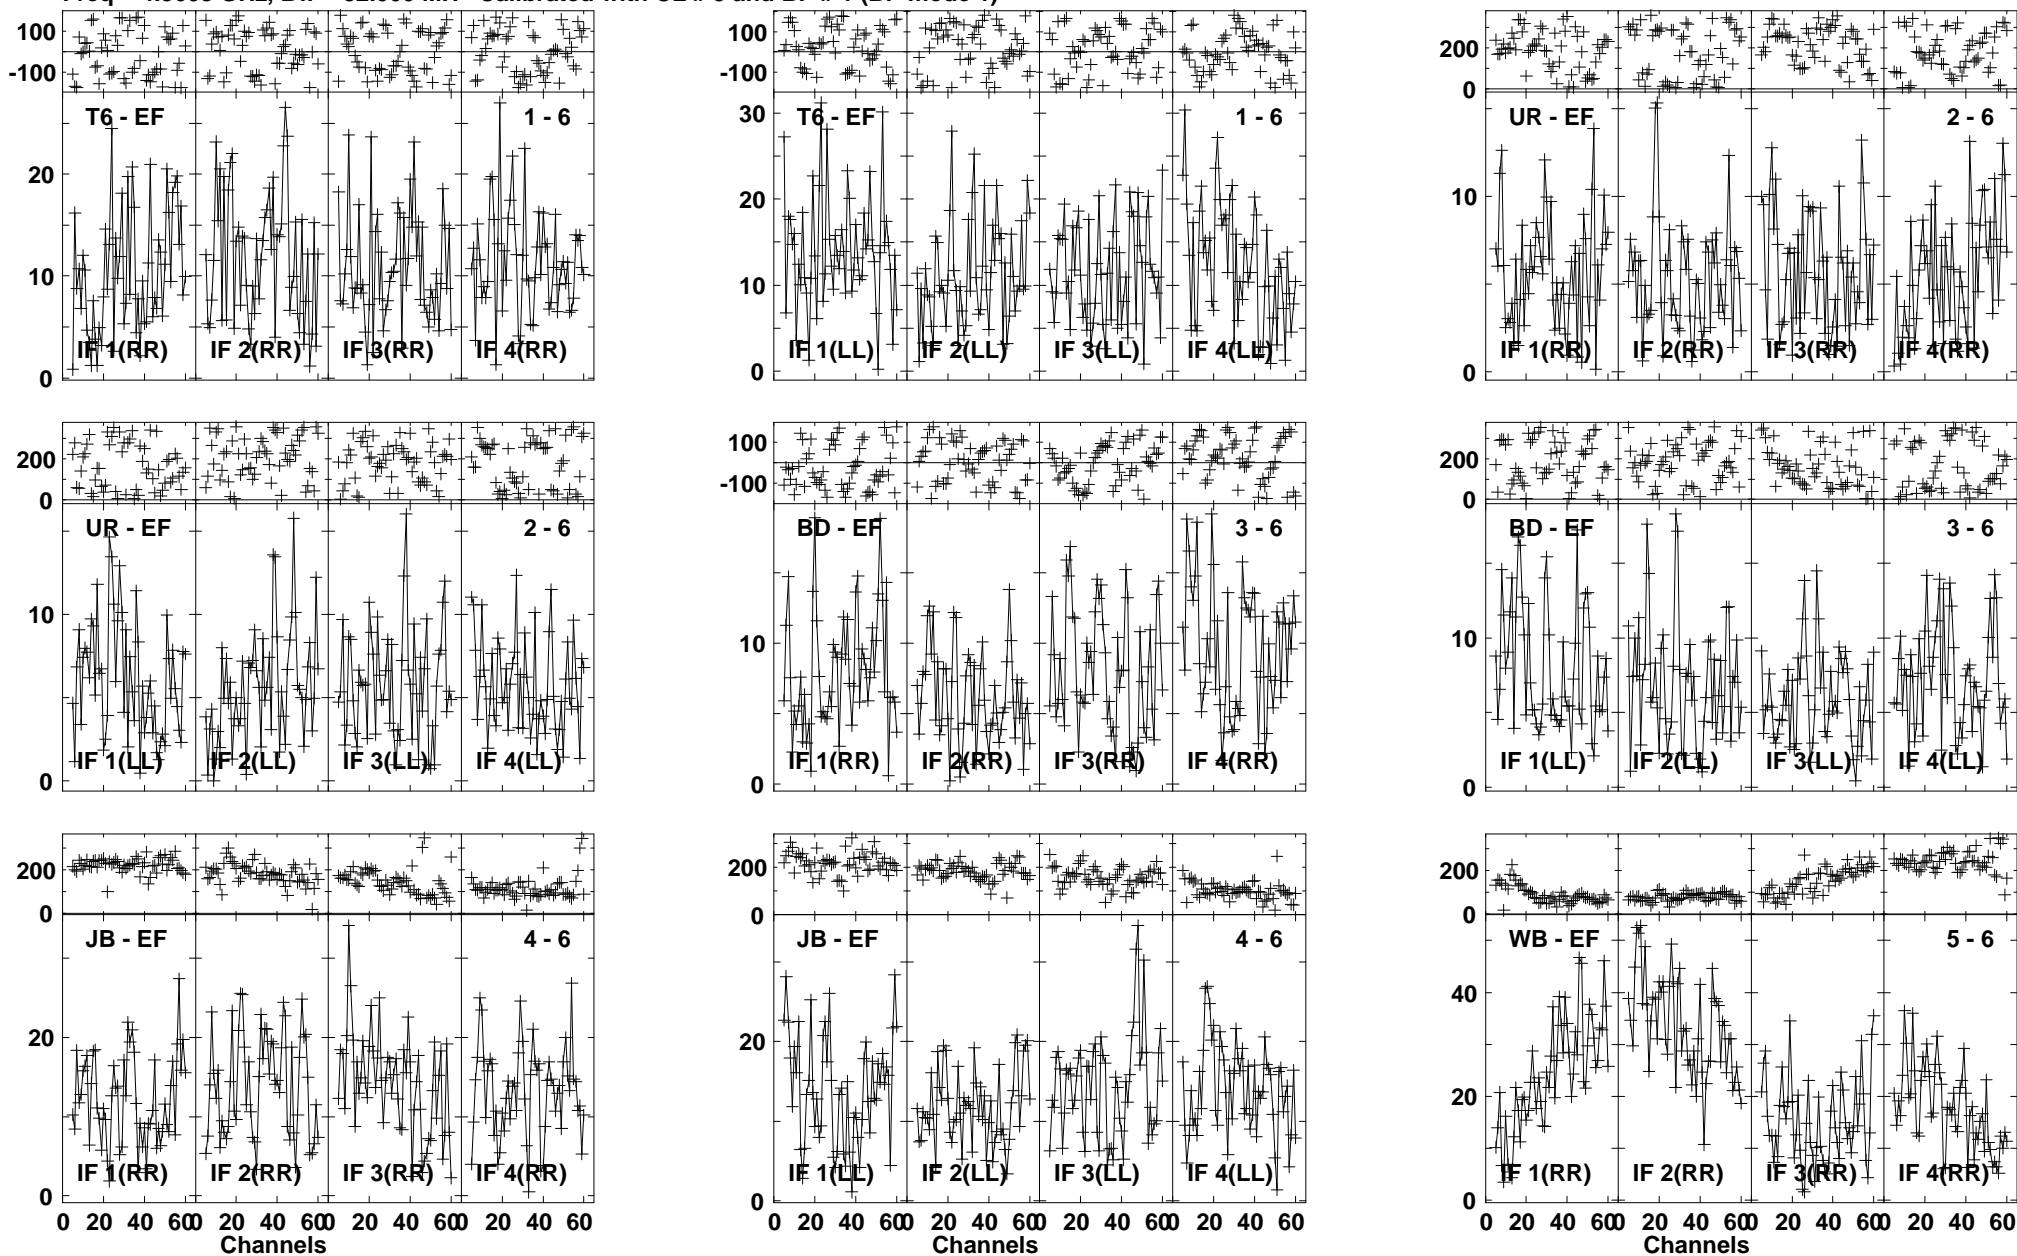 100 100 200
-100 -100 0
T6 - EF 1 - 6 T6 - EF 1 - 6 UR - EF 2 - 6
30
20 20 10
10 10
0 0 0
IF 1(RR) IF 2(RR) IF 3(RR) IF 4(RR) IF 1(LL) IF 2(LL) IF 3(LL) IF 4(LL) IF 1(RR) IF 2(RR) IF 3(RR) IF 4(RR)
200 100 200
0 -100 0
UR - EF 2 - 6 BD - EF 3 - 6 BD - EF 3 - 6
10 10 10
0 0 0
IF 1(LL) IF 2(LL) IF 3(LL) IF 4(LL) IF 1(RR) IF 2(RR) IF 3(RR) IF 4(RR) IF 1(LL) IF 2(LL) IF 3(LL) IF 4(LL)
200 200 200
0 0 0
JB - EF 4 - 6 JB - EF 4 - 6 WB - EF 5 - 6
40
20 20 20
0 0 0
IF 1(RR) IF 2(RR) IF 3(RR) IF 4(RR) IF 1(LL) IF 2(LL) IF 3(LL) IF 4(LL) IF 1(RR) IF 2(RR) IF 3(RR) IF 4(RR)
0 20 40 60 0 20 40 60 0 20 40 60 0 20 40 60 0 20 40 60 0 20 40 60 0 20 40 60 0 20 40 60 0 20 40 60 0 20 40 60 0 20 40 60 0 20 40 60
Channels Channels Channels